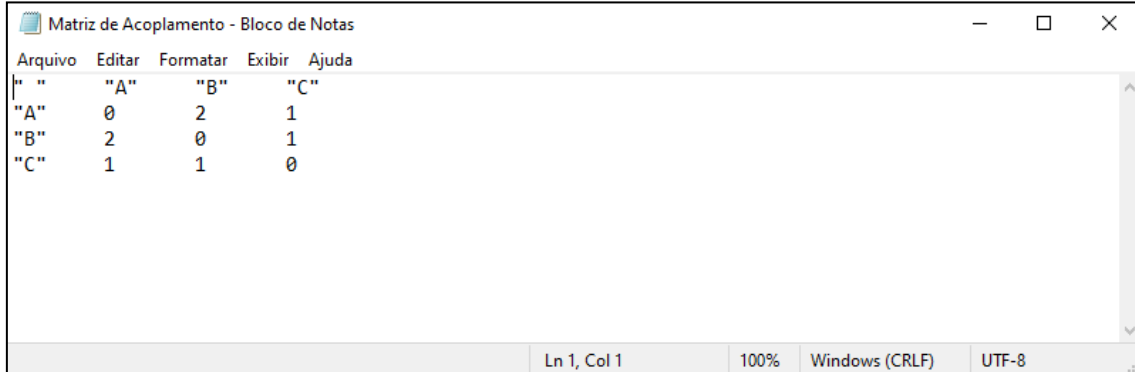 Matriz de Acoplamento - Bloco de Notas
Arquivo Editar Formatar Exibir Ajuda
" " "A" "B" "C"
"A" 0 2 1
"B" 2 0 1
"C" 1 1 0
Ln 1, Col 1 100% Windows (CRLF) UTF-8